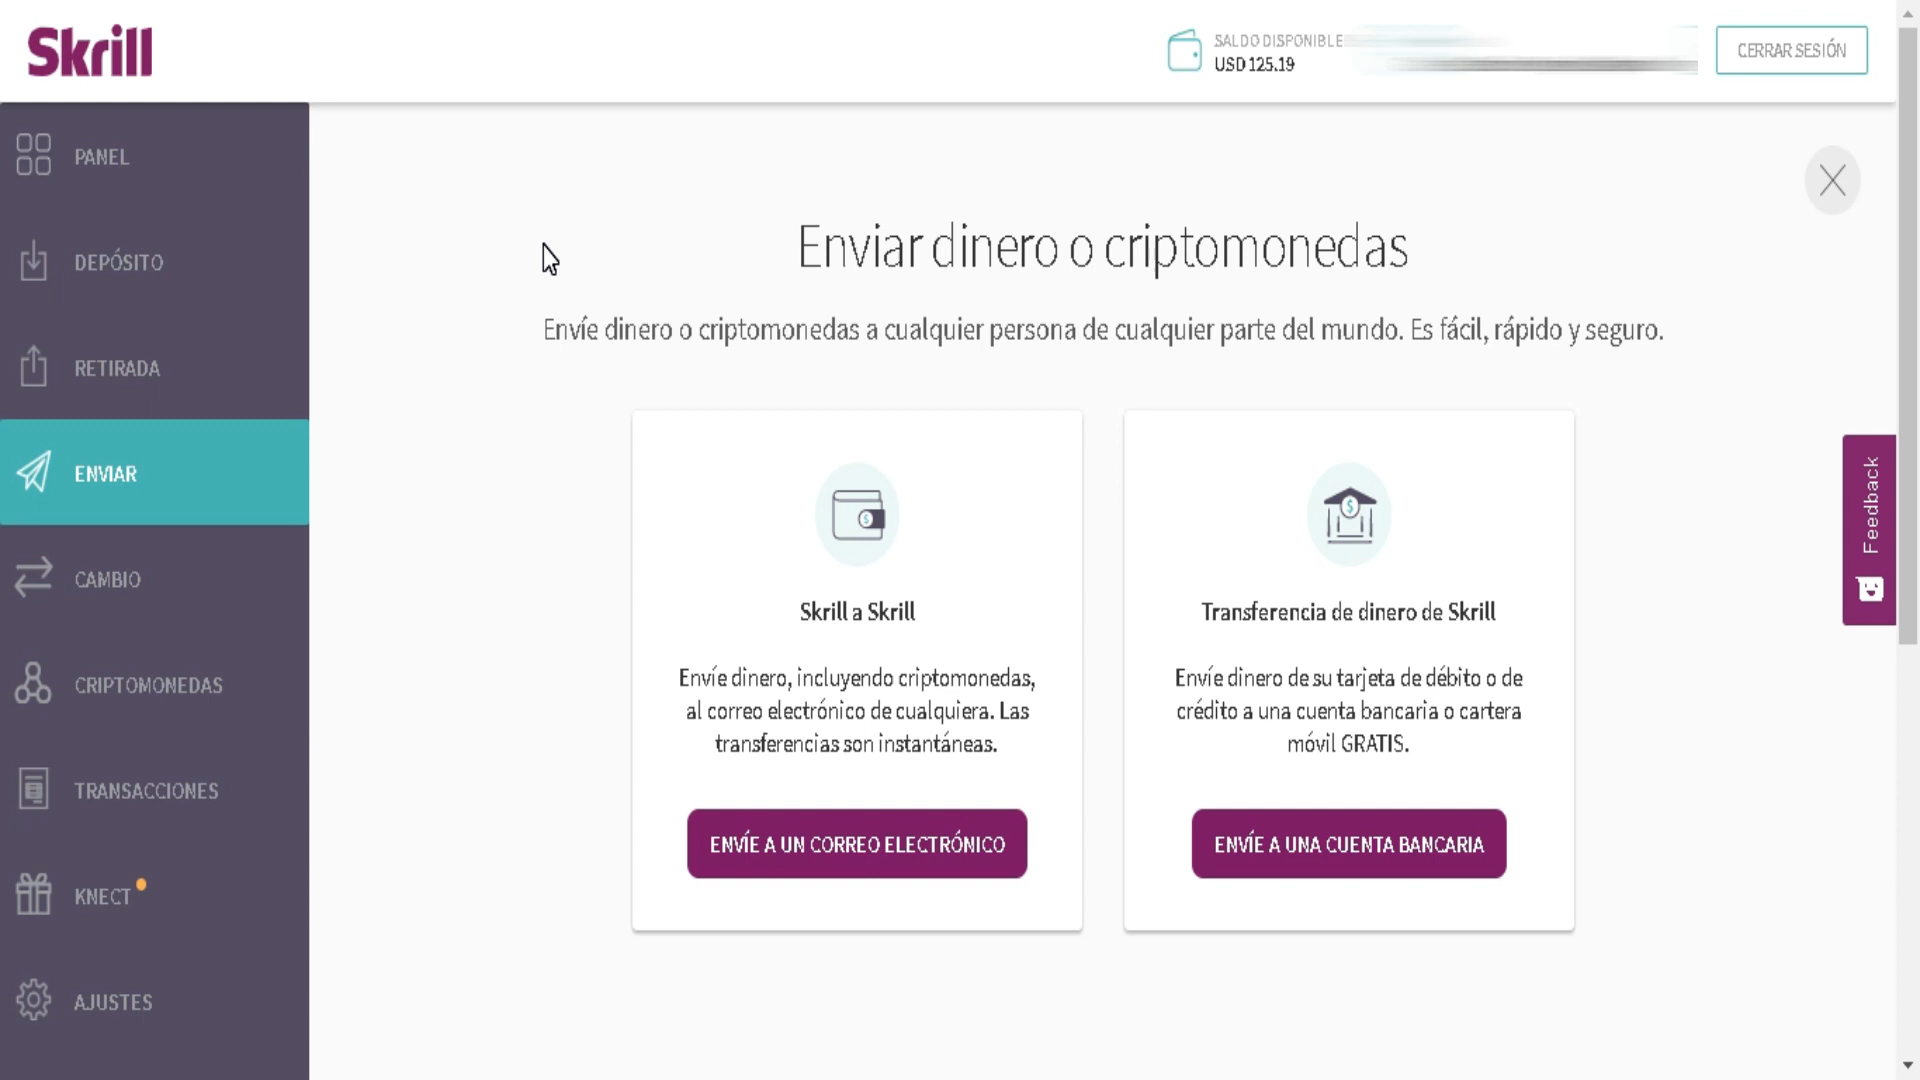 Skrill
SALDO DISPONIBLE
USD 125.19
CERRAR SESIÓN
PANEL
DEPÓSITO
RETIRADA
ENVIAR
CAMBIO
CRIPTOMONEDAS
TRANSACCIONES
KNECT
AJUSTES
Enviar dinero o criptomonedas
Envíe dinero o criptomonedas a cualquier persona de cualquier parte del mundo. Es fácil, rápido y seguro.
Skrill a Skrill
Envíe dinero, incluyendo criptomonedas,
al correo electrónico de cualquiera. Las
transferencias son instantáneas.
ENVÍE A UN CORREO ELECTRÓNICO
Transferencia de dinero de Skrill
Envíe dinero de su tarjeta de débito o de
crédito a una cuenta bancaria o cartera
móvil GRATIS.
ENVÍE A UNA CUENTA BANCARIA
Feedback